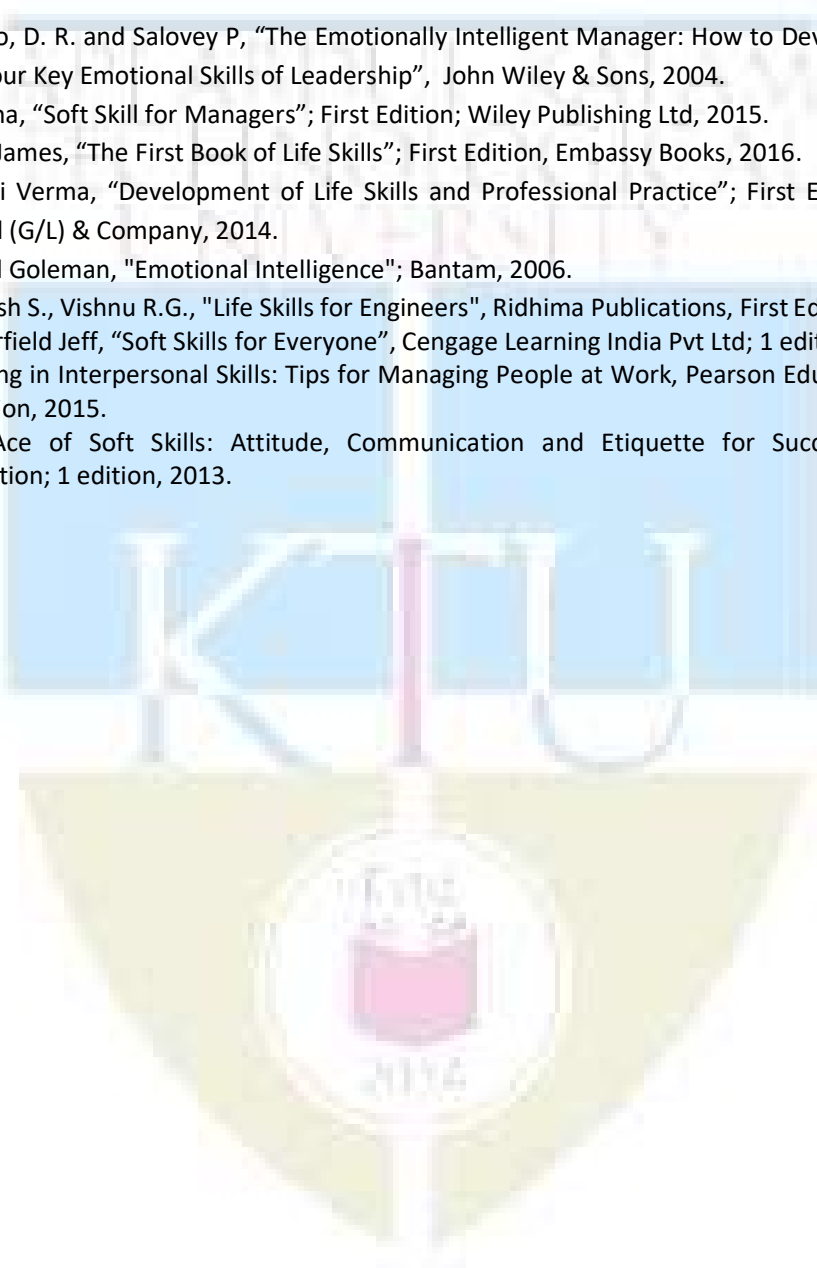 o, D. R. and Salovey P, “The Emotionally Intelligent Manager: How to Dev
our Key Emotional Skills of Leadership”, John Wiley & Sons, 2004.
na, “Soft Skill for Managers”; First Edition; Wiley Publishing Ltd, 2015.
James, “The First Book of Life Skills”; First Edition, Embassy Books, 2016.
i Verma, “Development of Life Skills and Professional Practice”; First E
l (G/L) & Company, 2014.
l Goleman, "Emotional Intelligence"; Bantam, 2006.
sh S., Vishnu R.G., "Life Skills for Engineers", Ridhima Publications, First Ed
rfield Jeff, “Soft Skills for Everyone”, Cengage Learning India Pvt Ltd; 1 edit
ng in Interpersonal Skills: Tips for Managing People at Work, Pearson Edu
on, 2015.
Ace of Soft Skills: Attitude, Communication and Etiquette for Succ
tion; 1 edition, 2013.
KTU
Estd.
2014